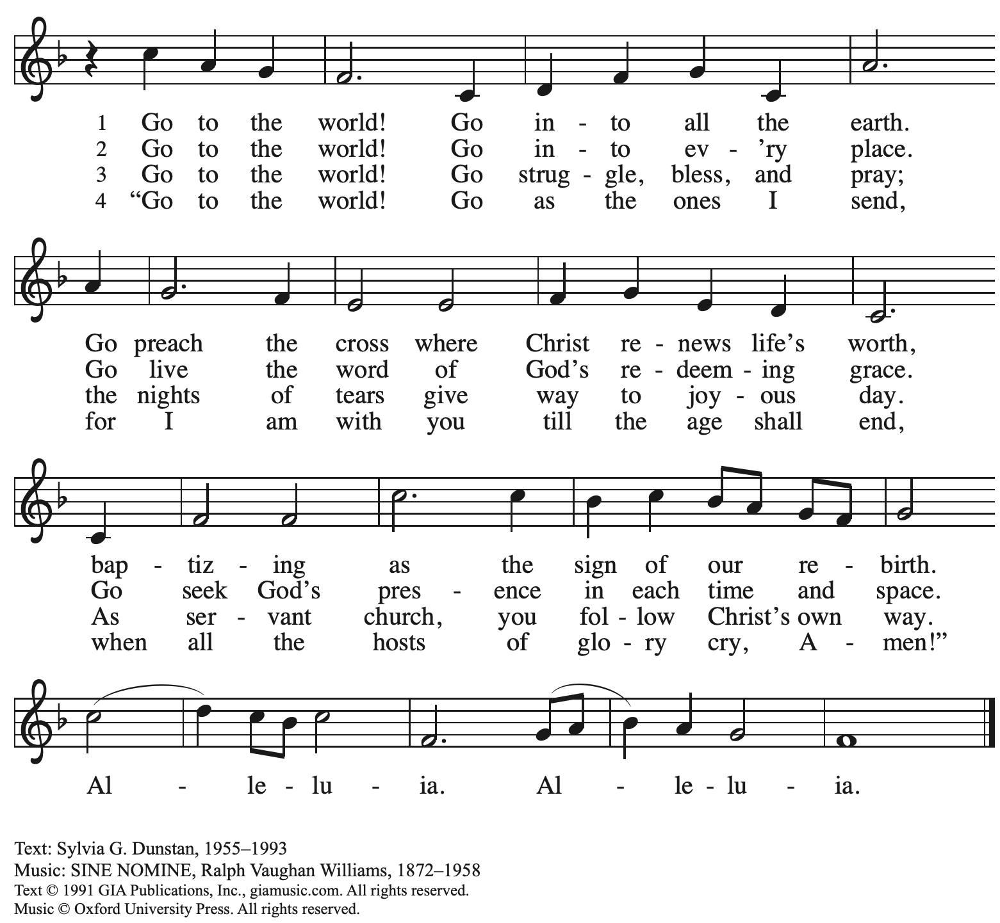 1 Go to the world! Go in - to all the earth.
2 Go to the world! Go in - to ev - ’ry place.
3 Go to the world! Go strug - gle, bless, and pray;
4 “Go to the world! Go as the ones I send,
Go preach the cross where Christ re - news life’s worth,
Go live the word of God’s re - deem - ing grace.
the nights of tears give way to joy - ous day.
for I am with you till the age shall end,
bap - tiz - ing as the sign of our re - birth.
Go seek God’s pres - ence in each time and space.
As ser - vant church, you fol - low Christ’s own way.
when all the hosts of glo - ry cry, A - men!”
Al - le - lu - ia. Al - le - lu - ia.
Text: Sylvia G. Dunstan, 1955–1993
Music: SINE NOMINE, Ralph Vaughan Williams, 1872–1958
Text © 1991 GIA Publications, Inc., giamusic.com. All rights reserved.
Music © Oxford University Press. All rights reserved.